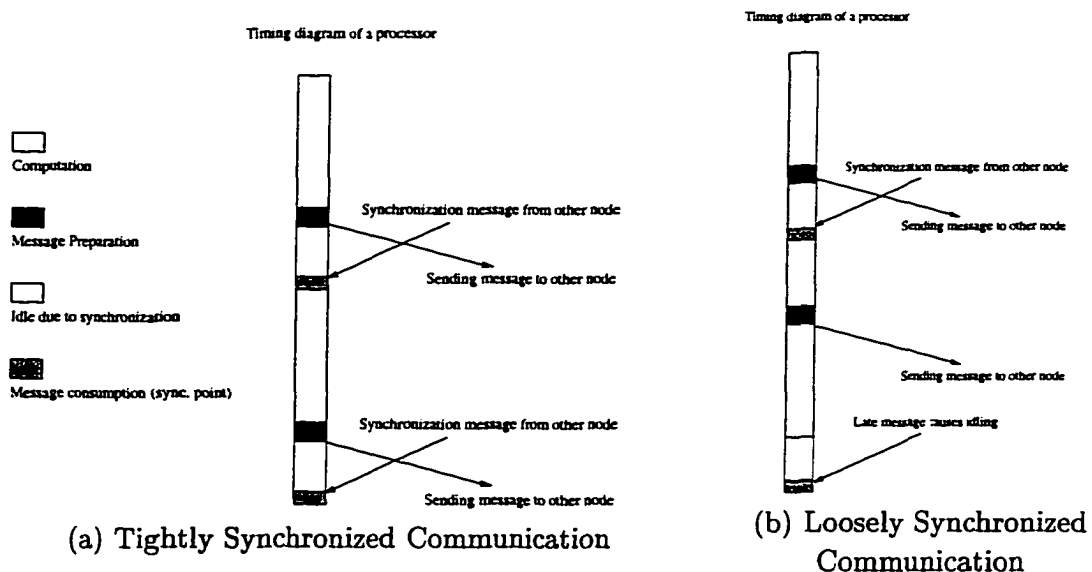 Timing diagram of a processor
Computation
Message Preparation
Idle due to synchronization
Message consumption (sync. point)
Synchronization message from other node
Sending message to other node
Synchronization message from other node
Sending message to other node
(a) Tightly Synchronized Communication
Timing diagram of a processor
Synchronization message from other node
Sending message to other node
Sending message to other node
Late message causes idling
(b) Loosely Synchronized
Communication